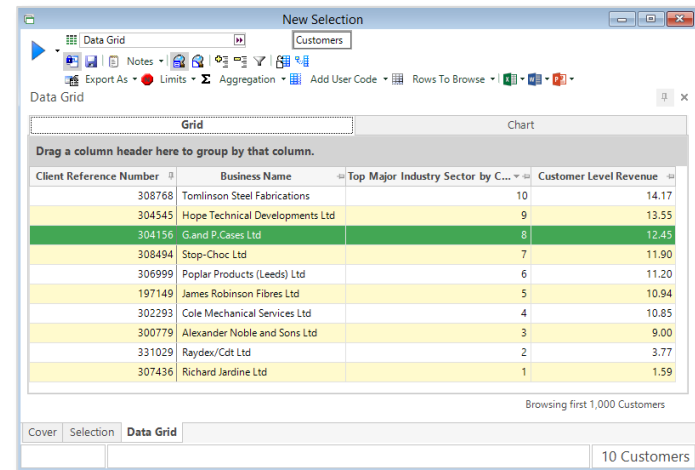 New Selection
Data Grid Customers
Notes
Export As Limits Σ Aggregation Add User Code Rows To Browse
Data Grid
Grid Chart
Drag a column header here to group by that column.
Client Reference Number Business Name Top Major Industry Sector by C... Customer Level Revenue
308768 Tomlinson Steel Fabrications 10 14.17
304545 Hope Technical Developments Ltd 9 13.55
304156 G.and P.Cases Ltd 8 12.45
308494 Stop-Choc Ltd 7 11.90
306999 Poplar Products (Leeds) Ltd 6 11.20
197149 James Robinson Fibres Ltd 5 10.94
302293 Cole Mechanical Services Ltd 4 10.85
300779 Alexander Noble and Sons Ltd 3 9.00
331029 Raydex/Cdt Ltd 2 3.77
307436 Richard Jardine Ltd 1 1.59
Browsing first 1,000 Customers
Cover Selection Data Grid
10 Customers